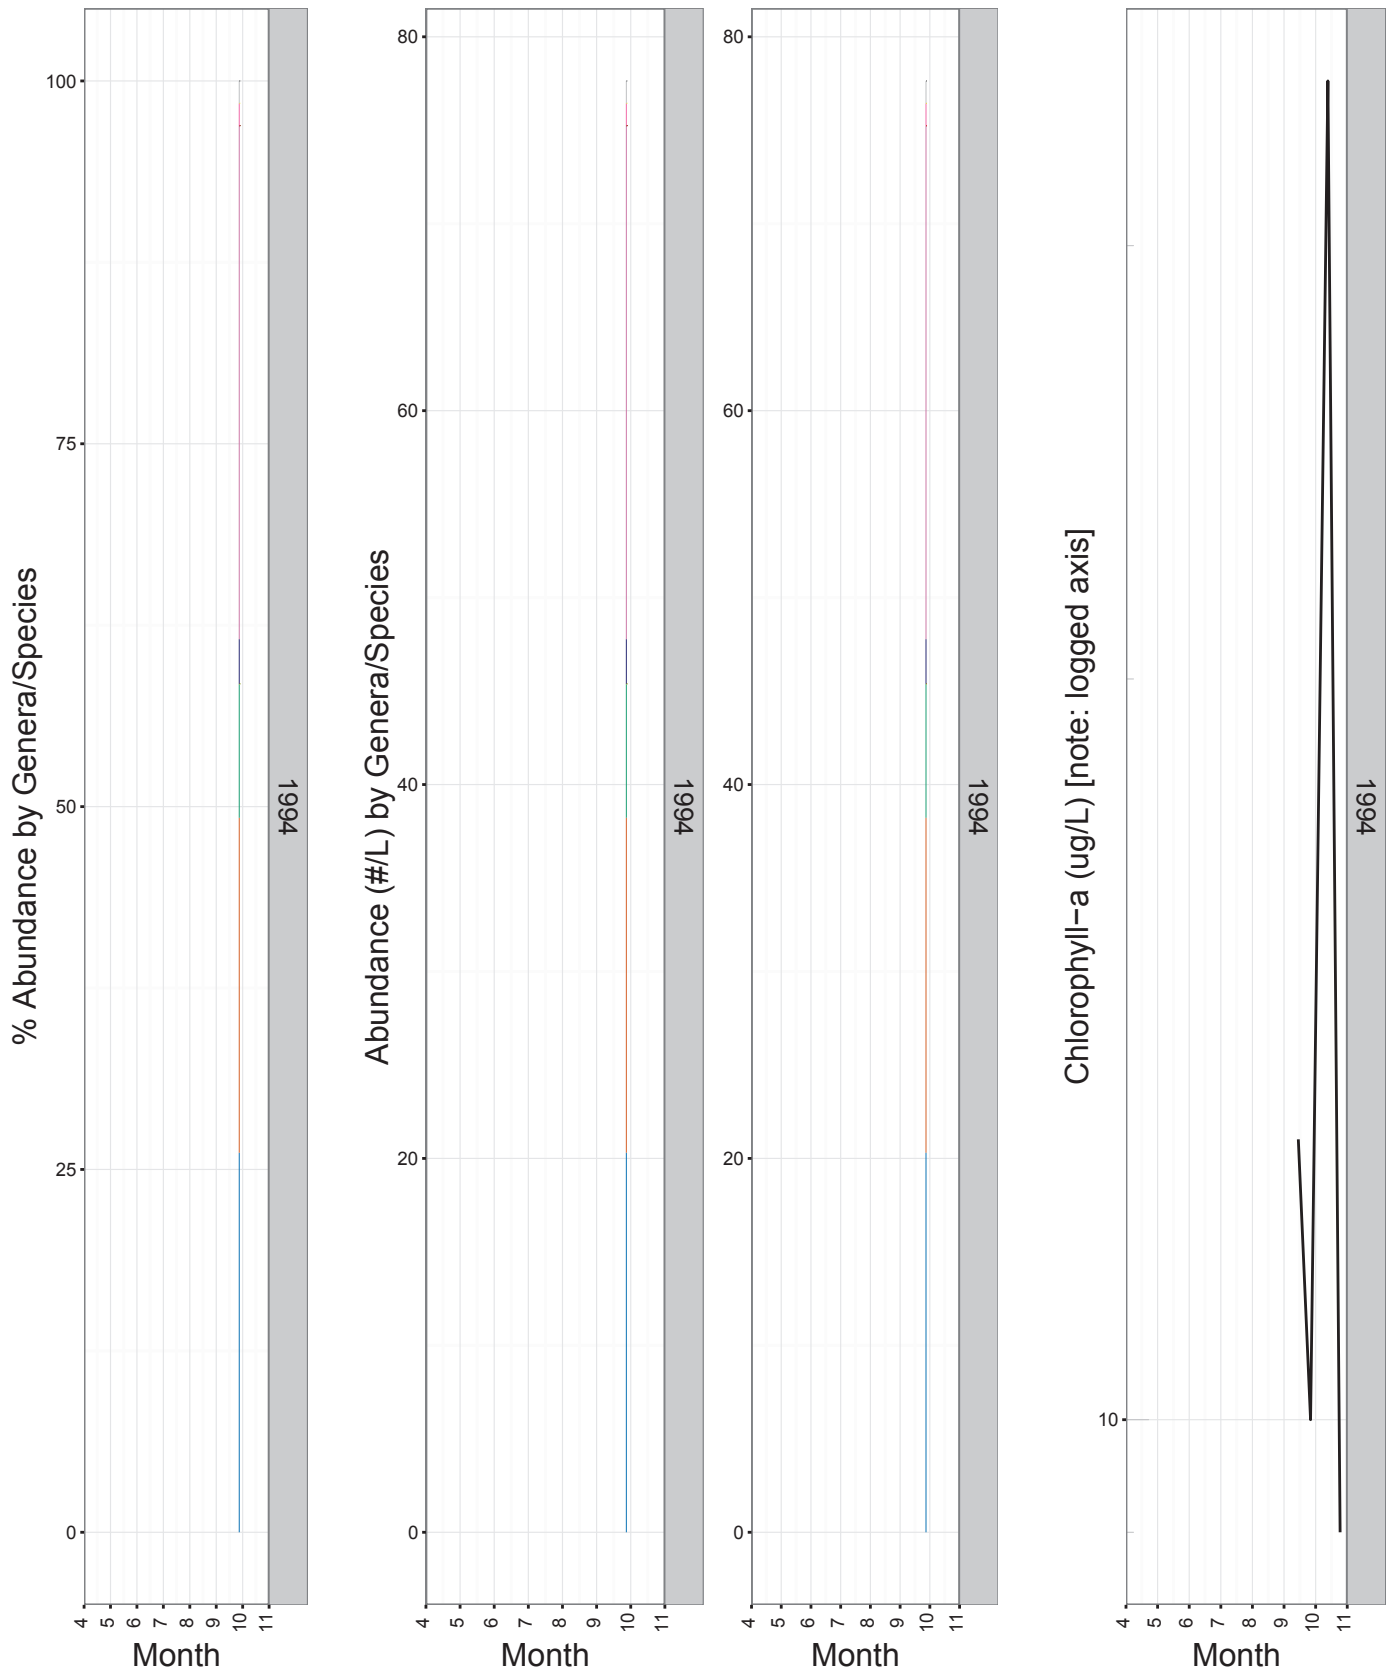 % Abundance by Genera/Species
100
75
50
25
0
4 5 6 7 8 9 10 11
Month
1994
Abundance (#/L) by Genera/Species
80
60
40
20
0
4 5 6 7 8 9 10 11
Month
1994
80
60
40
20
0
4 5 6 7 8 9 10 11
Month
1994
Chlorophyll−a (ug/L) [note: logged axis]
10
4 5 6 7 8 9 10 11
Month
1994